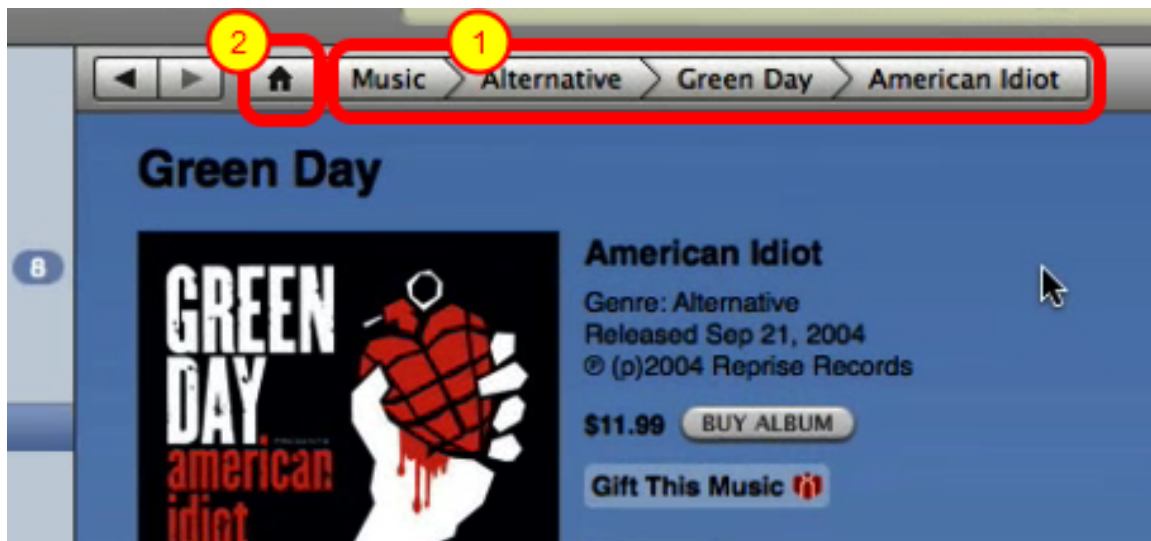 2
1
Music
Alternative
Green Day
American Idiot
Green Day
8
GREEN
DAY
PRESENTS
american
idiot
American Idiot
Genre: Alternative
Released Sep 21, 2004
℗ (p)2004 Reprise Records
$11.99 BUY ALBUM
Gift This Music